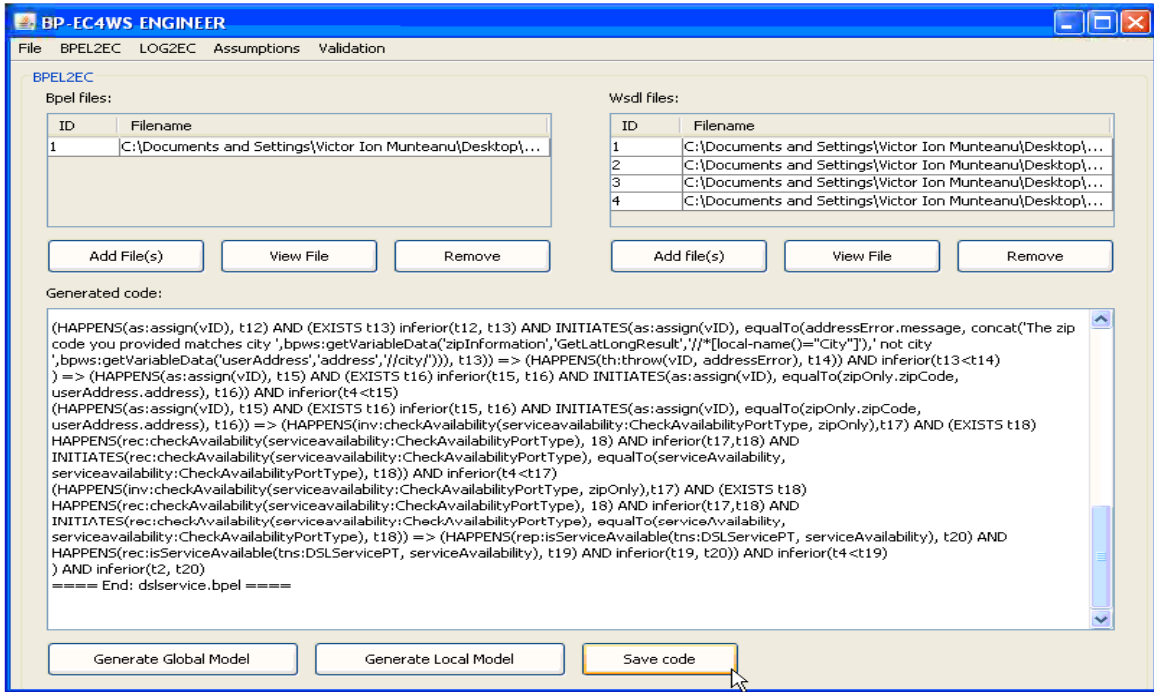 BP-EC4WS ENGINEER
File BPEL2EC LOG2EC Assumptions Validation
BPEL2EC
Bpel files:
ID Filename
1 C:\Documents and Settings\Victor Ion Munteanu\Desktop\...
Add File(s) View File Remove
Wsdl files:
ID Filename
1 C:\Documents and Settings\Victor Ion Munteanu\Desktop\...
2 C:\Documents and Settings\Victor Ion Munteanu\Desktop\...
3 C:\Documents and Settings\Victor Ion Munteanu\Desktop\...
4 C:\Documents and Settings\Victor Ion Munteanu\Desktop\...
Add file(s) View File Remove
Generated code:
(HAPPENS(as:assign(vID), t12) AND (EXISTS t13) inferior(t12, t13) AND INITIATES(as:assign(vID), equalTo(addressError.message, concat('The zip
code you provided matches city ',bpws:getVariableData('zipInformation','GetLatLongResult','//*[local-name()="City"]'),' not city
',bpws:getVariableData('userAddress','address','//city/'))), t13)) => (HAPPENS(th:throw(vID, addressError), t14)) AND inferior(t13<t14)
) => (HAPPENS(as:assign(vID), t15) AND (EXISTS t16) inferior(t15, t16) AND INITIATES(as:assign(vID), equalTo(zipOnly.zipCode,
userAddress.address), t16)) AND inferior(t4<t15)
(HAPPENS(as:assign(vID), t15) AND (EXISTS t16) inferior(t15, t16) AND INITIATES(as:assign(vID), equalTo(zipOnly.zipCode,
userAddress.address), t16)) => (HAPPENS(inv:checkAvailability(serviceavailability:CheckAvailabilityPortType, zipOnly),t17) AND (EXISTS t18)
HAPPENS(rec:checkAvailability(serviceavailability:CheckAvailabilityPortType), 18) AND inferior(t17,t18) AND
INITIATES(rec:checkAvailability(serviceavailability:CheckAvailabilityPortType), equalTo(serviceAvailability,
serviceavailability:CheckAvailabilityPortType), t18)) AND inferior(t4<t17)
(HAPPENS(inv:checkAvailability(serviceavailability:CheckAvailabilityPortType, zipOnly),t17) AND (EXISTS t18)
HAPPENS(rec:checkAvailability(serviceavailability:CheckAvailabilityPortType), 18) AND inferior(t17,t18) AND
INITIATES(rec:checkAvailability(serviceavailability:CheckAvailabilityPortType), equalTo(serviceAvailability,
serviceavailability:CheckAvailabilityPortType), t18)) => (HAPPENS(rep:isServiceAvailable(tns:DSLServicePT, serviceAvailability), t20) AND
HAPPENS(rec:isServiceAvailable(tns:DSLServicePT, serviceAvailability), t19) AND inferior(t19, t20)) AND inferior(t4<t19)
) AND inferior(t2, t20)
==== End: dslservice.bpel ====
Generate Global Model Generate Local Model Save code